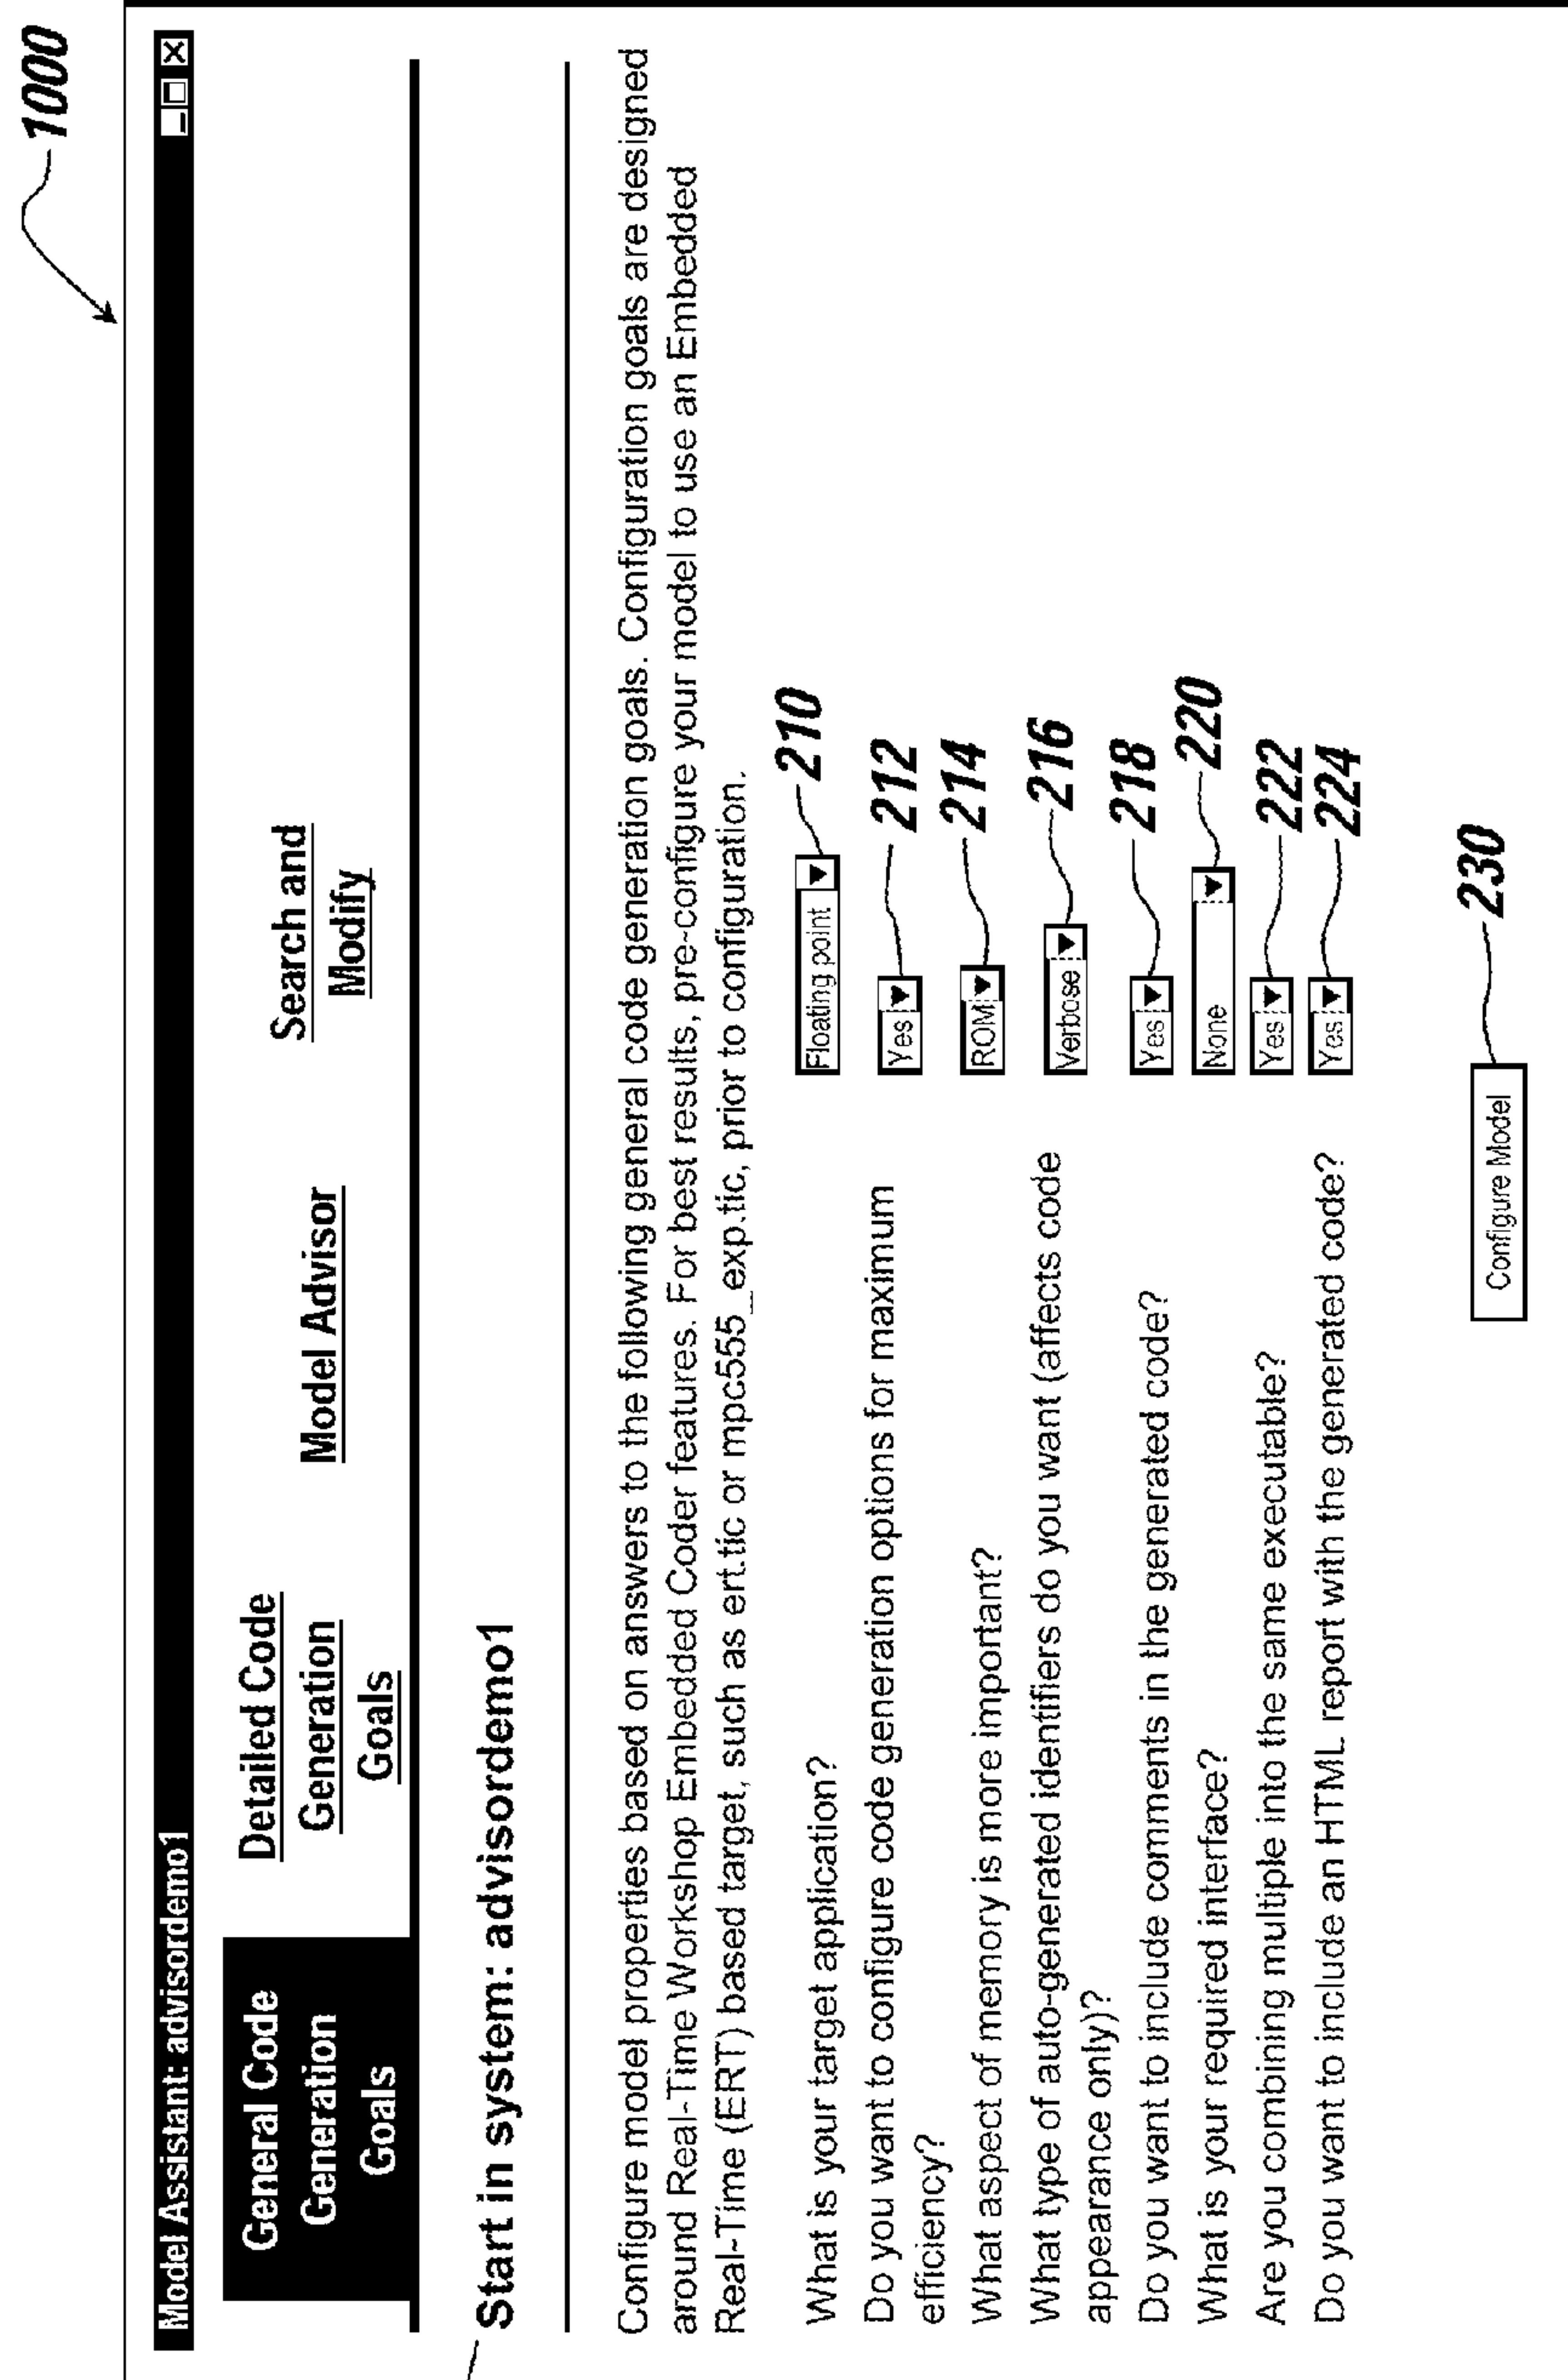 1000
Model Assistant: advisordemo1
General Code
Generation
Goals
Detailed Code
Generation
Goals
Model Advisor
Search and
Modify
Start in system: advisordemo1
Configure model properties based on answers to the following general code generation goals. Configuration goals are designed
around Real-Time Workshop Embedded Coder features. For best results, pre-configure your model to use an Embedded
Real-Time (ERT) based target, such as ert.tic or mpc555_exp.tic, prior to configuration.
What is your target application? Floating point 210
Do you want to configure code generation options for maximum
efficiency? Yes 212
What aspect of memory is more important? ROM 214
What type of auto-generated identifiers do you want (affects code
appearance only)? Verbose 216
Do you want to include comments in the generated code? Yes 218
What is your required interface? None 220
Are you combining multiple into the same executable? Yes 222
Do you want to include an HTML report with the generated code? Yes 224
Configure Model 230